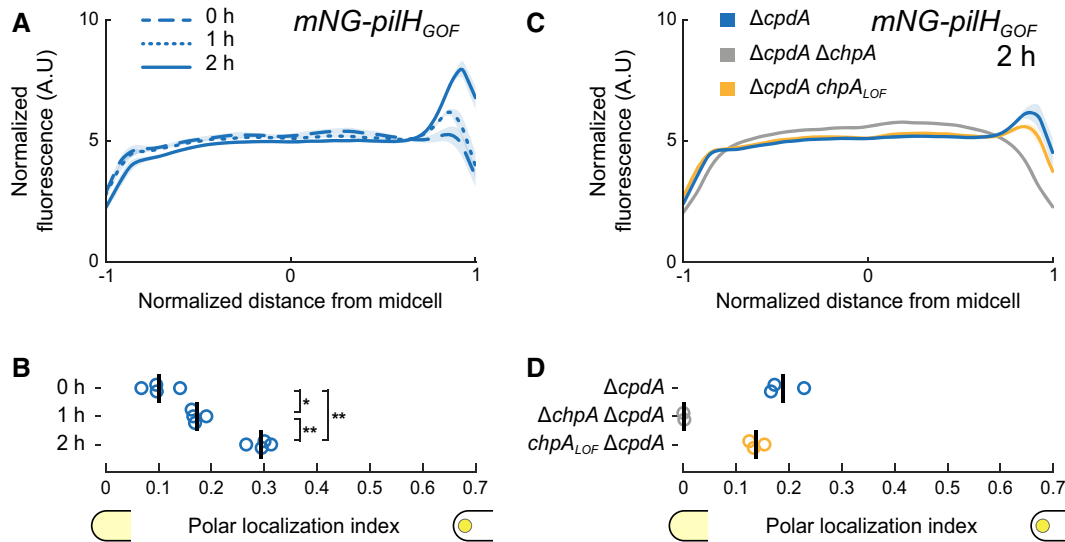 A
mNG-pilH_GOF
0 h
1 h
2 h
Normalized fluorescence (A.U)
10
5
0
-1 0 1
Normalized distance from midcell
B
0 h
1 h
2 h
*
**
**
0 0.1 0.2 0.3 0.4 0.5 0.6 0.7
Polar localization index
C
mNG-pilH_GOF
2 h
ΔcpdA
ΔcpdA ΔchpA
ΔcpdA chpA_LOF
Normalized fluorescence (A.U)
10
5
0
-1 0 1
Normalized distance from midcell
D
ΔcpdA
ΔchpA ΔcpdA
chpA_LOF ΔcpdA
0 0.1 0.2 0.3 0.4 0.5 0.6 0.7
Polar localization index